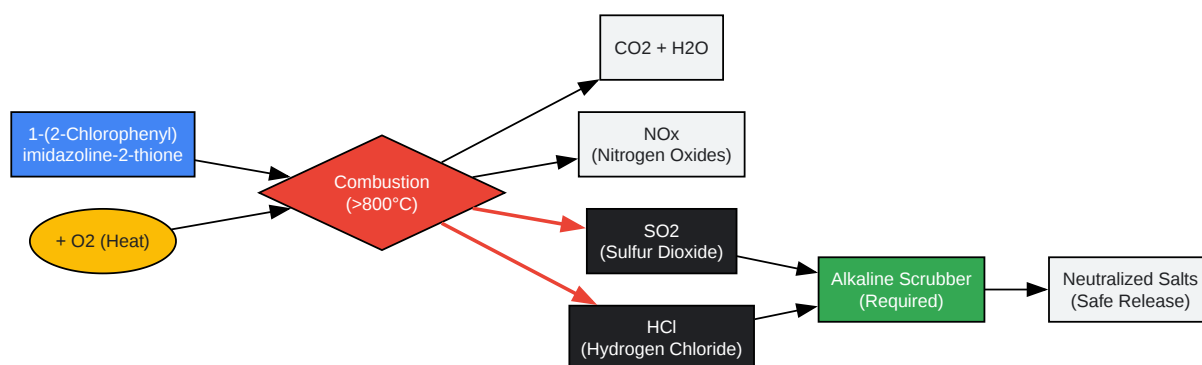 CO2 + H2O
1-(2-Chlorophenyl)
imidazoline-2-thione
NOx
(Nitrogen Oxides)
Combustion
(>800°C)
+ O2 (Heat)
SO2
(Sulfur Dioxide)
Alkaline Scrubber
(Required)
Neutralized Salts
(Safe Release)
HCl
(Hydrogen Chloride)